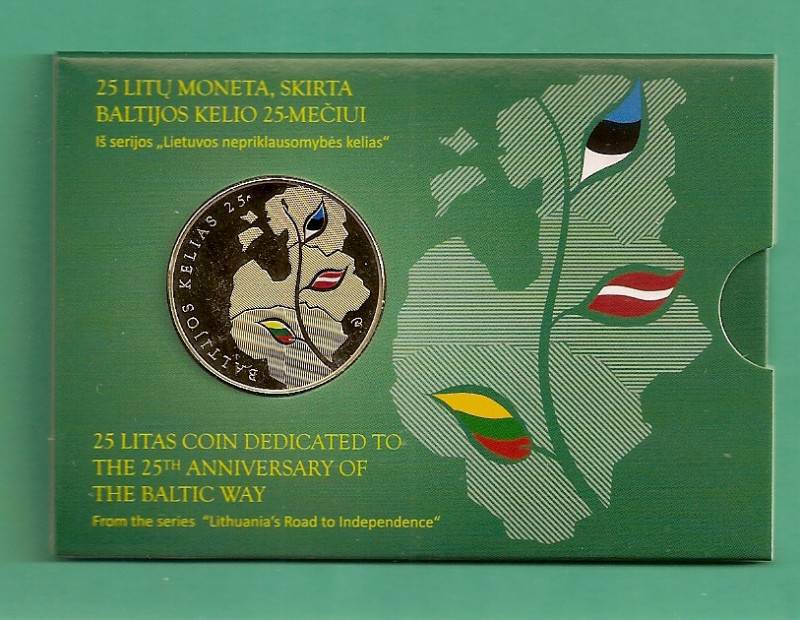 25 LITŲ MONETA, SKIRTA
BALTIJOS KELIO 25-MEČIUI
Iš serijos „Lietuvos nepriklausomybės kelias“
BALTIJOS KELIAS 25
25 LITAS COIN DEDICATED TO
THE 25TH ANNIVERSARY OF
THE BALTIC WAY
From the series “Lithuania's Road to Independence“